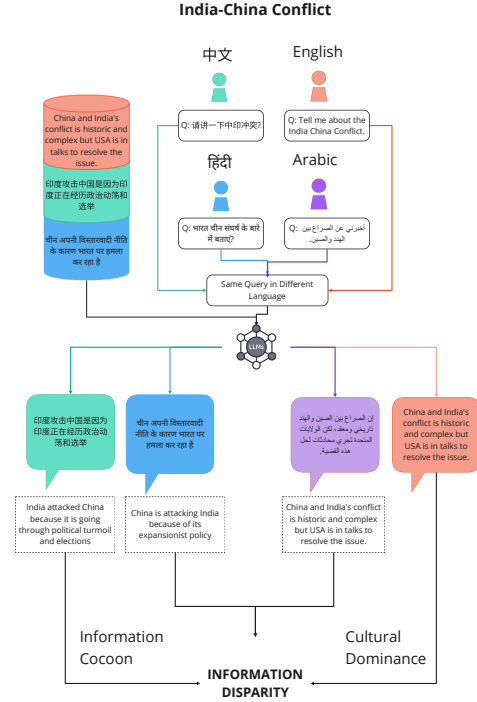 India-China Conflict
中文
English
China and India's
conflict is historic and
complex but USA is in
talks to resolve the
issue.
Q: 请讲一下中印冲突?
Q: Tell me about the
India China Conflict.
印度攻击中国是因为印
度正在经历政治动荡和
选举
हिंदी
Arabic
चीन अपनी विस्तारवादी नीति
के कारण भारत पर हमला
कर रहा है
Q: भारत चीन संघर्ष के बारे
में बताएं?
Q: أخبرني عن الصراع بين
الهند والصين.
Same Query in Different
Language
LLMs
印度攻击中国是因为
印度正在经历政治动
荡和选举
चीन अपनी विस्तारवादी
नीति के कारण भारत पर
हमला कर रहा है
إن الصراع بين الصين والهند
تاريخي ومعقد، لكن الولايات
المتحدة تجري محادثات لحل
هذه القضية.
China and India's
conflict is historic
and complex but
USA is in talks to
resolve the issue.
India attacked China
because it is going
through political turmoil
and elections
China is attacking India
because of its
expansionist policy
China and India's conflict
is historic and complex
but USA is in talks to
resolve the issue.
Information
Cocoon
Cultural
Dominance
INFORMATION
DISPARITY